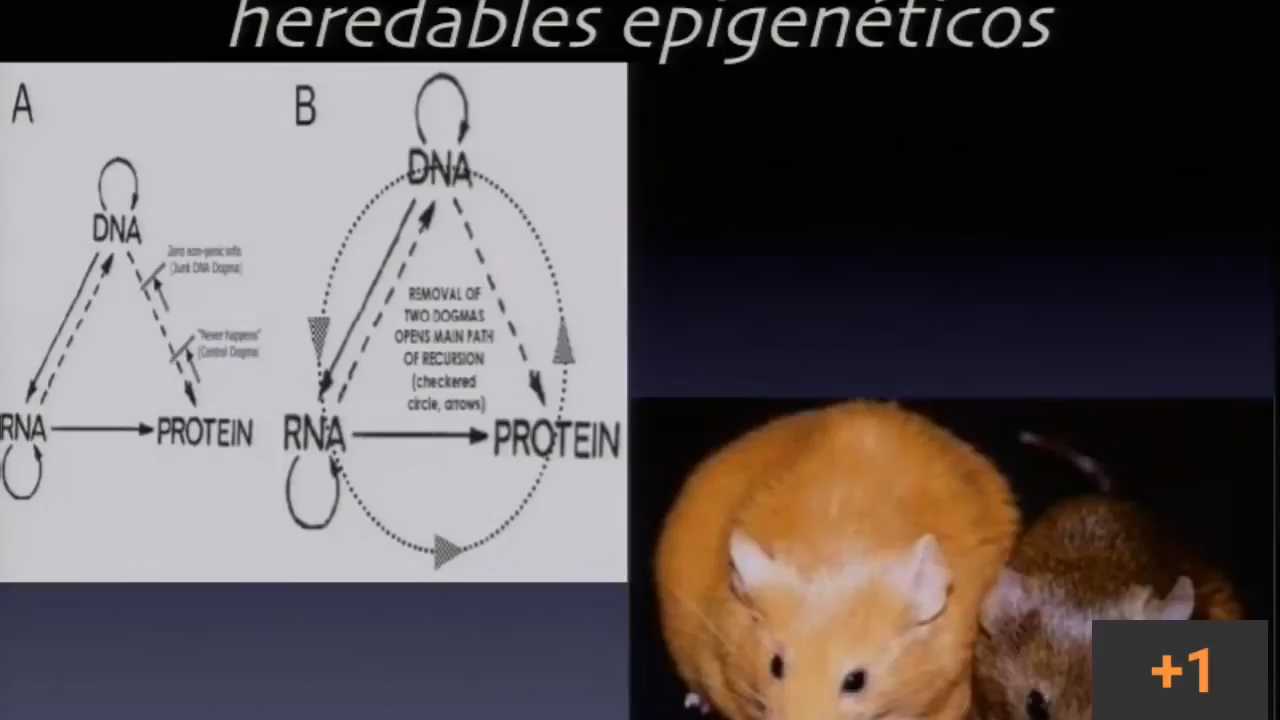 heredables epigenéticos
A
B
DNA
DNA
Zero non-genic info
(Junk DNA Dogma)
REMOVAL OF
TWO DOGMAS
OPENS MAIN PATH
OF RECURSION
(checkered
circle, arrows)
"Never happens"
(Central Dogma)
RNA
PROTEIN
RNA
PROTEIN
+1